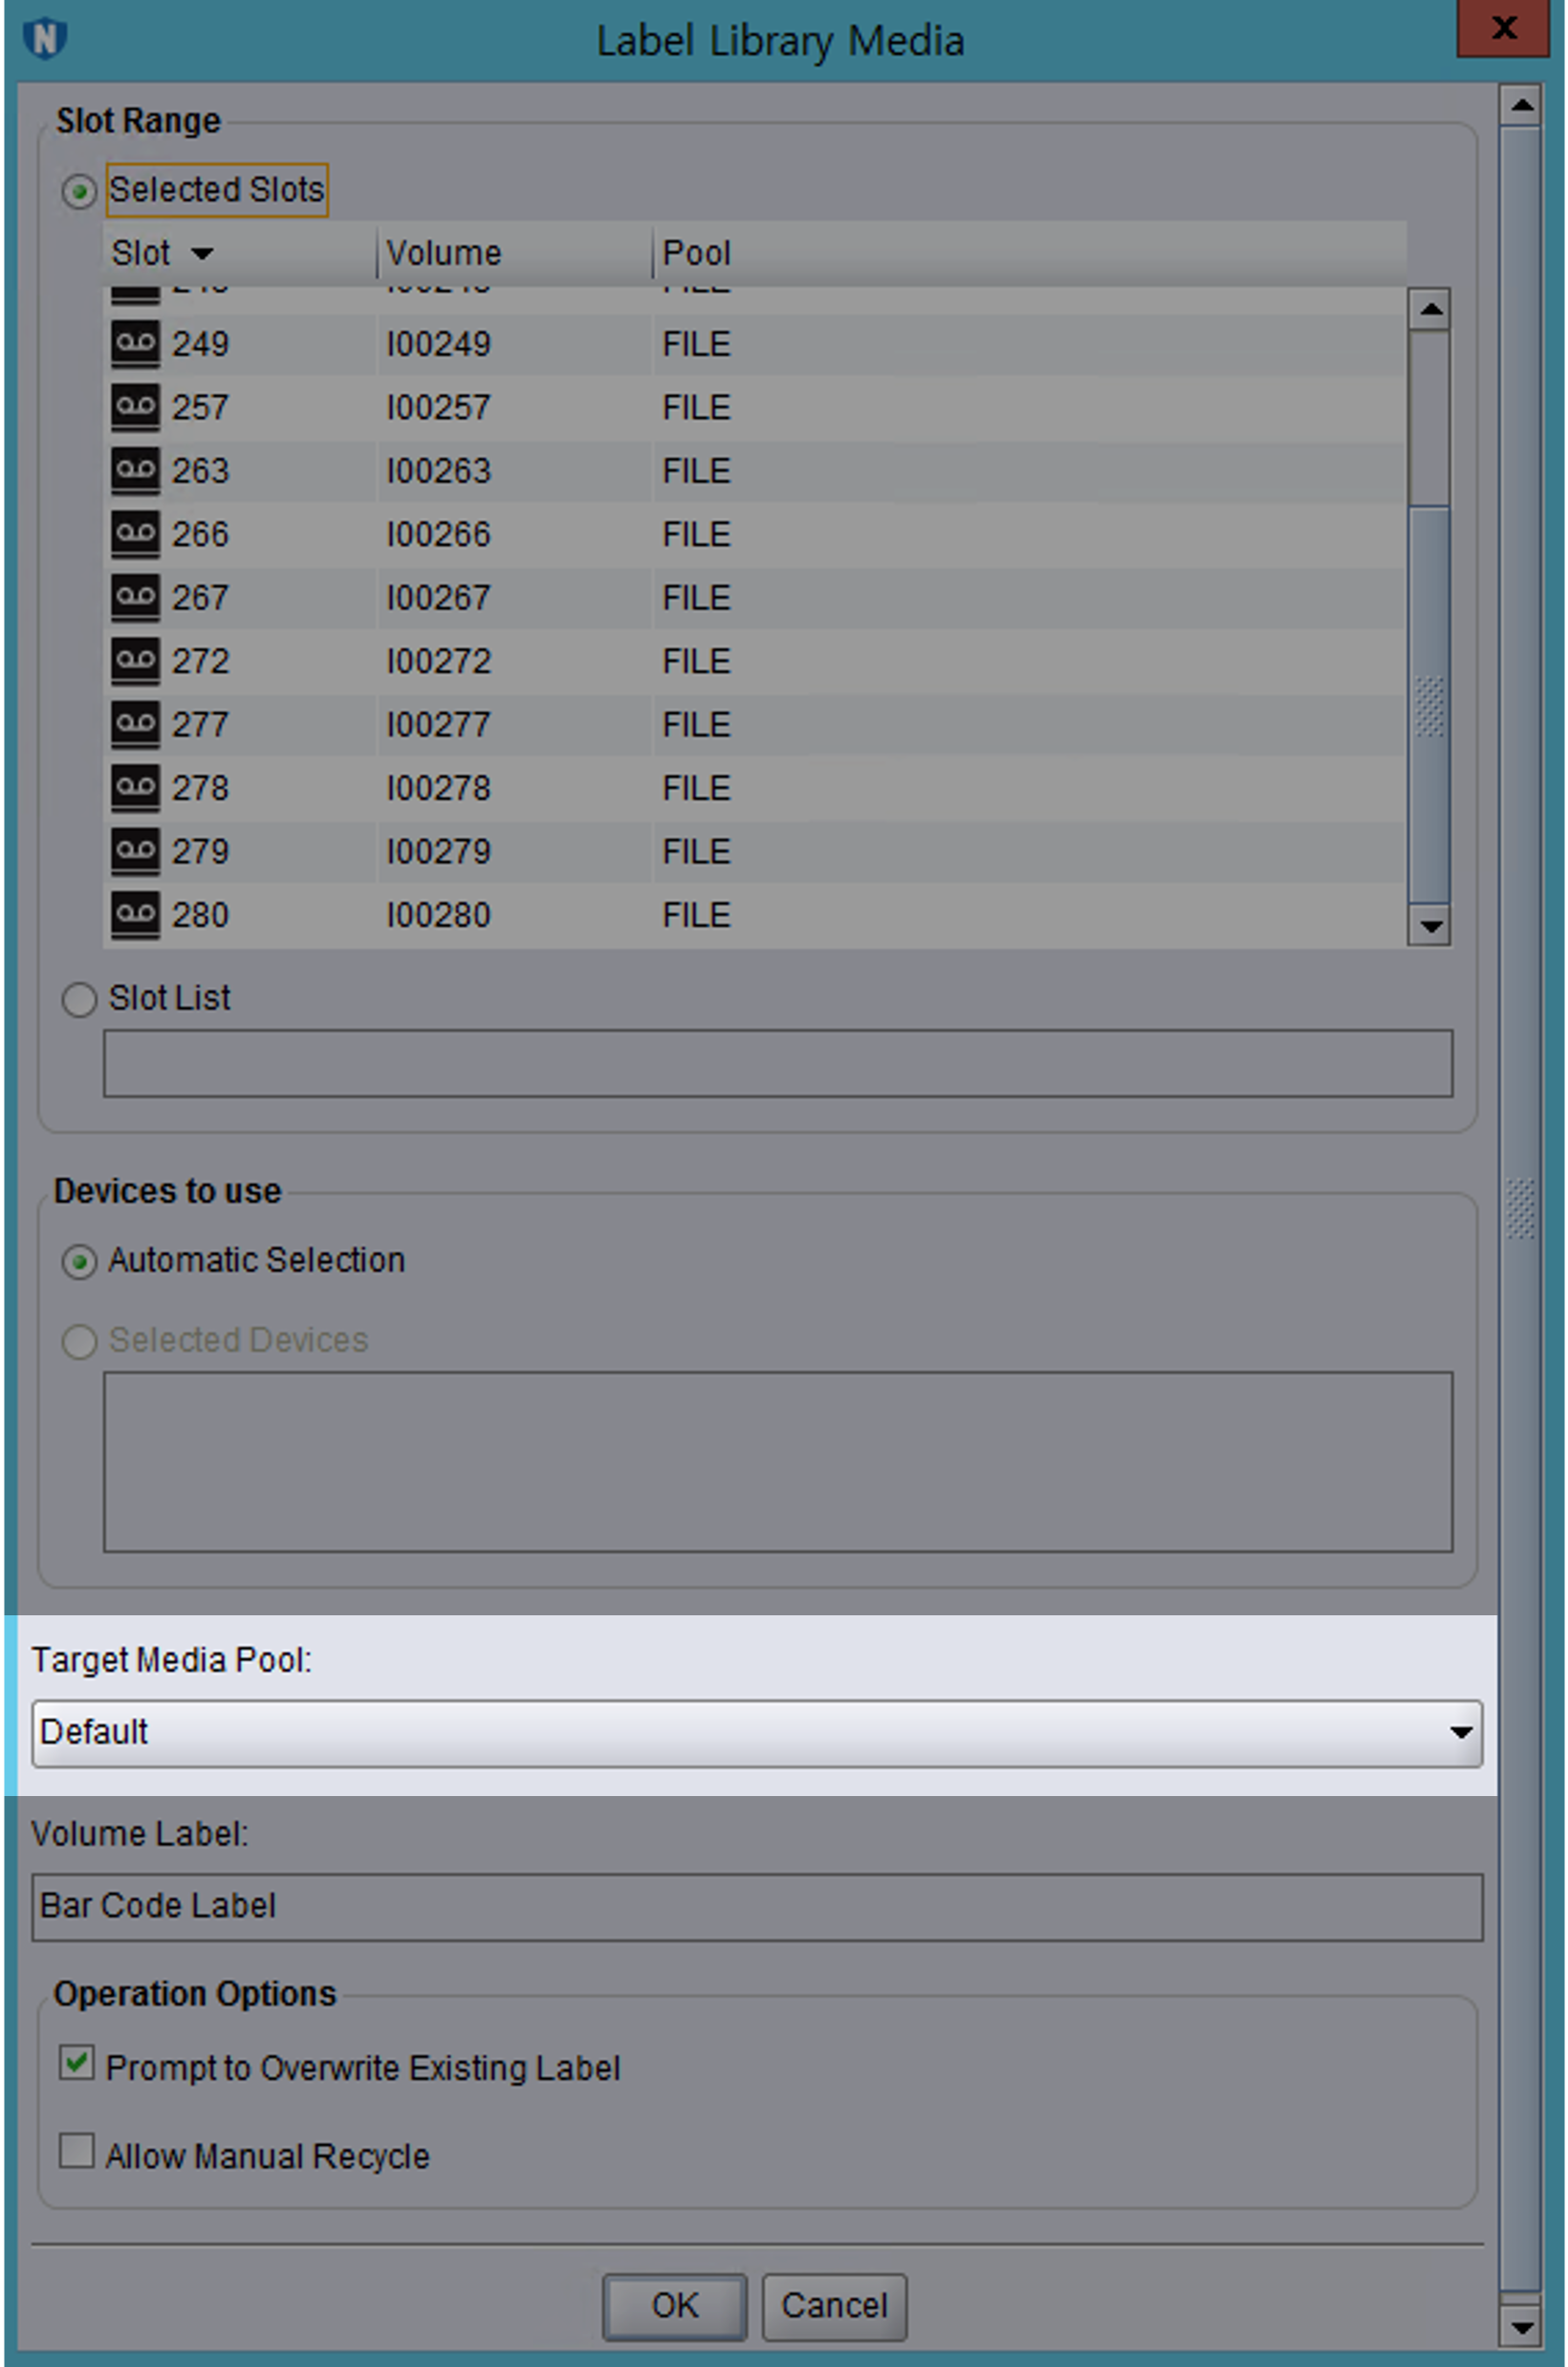 Label Library Media
Slot Range
Selected Slots
Slot Volume Pool
249 I00249 FILE
257 I00257 FILE
263 I00263 FILE
266 I00266 FILE
267 I00267 FILE
272 I00272 FILE
277 I00277 FILE
278 I00278 FILE
279 I00279 FILE
280 I00280 FILE
Slot List
Devices to use
Automatic Selection
Selected Devices
Target Media Pool:
Default
Volume Label:
Bar Code Label
Operation Options
Prompt to Overwrite Existing Label
Allow Manual Recycle
OK Cancel